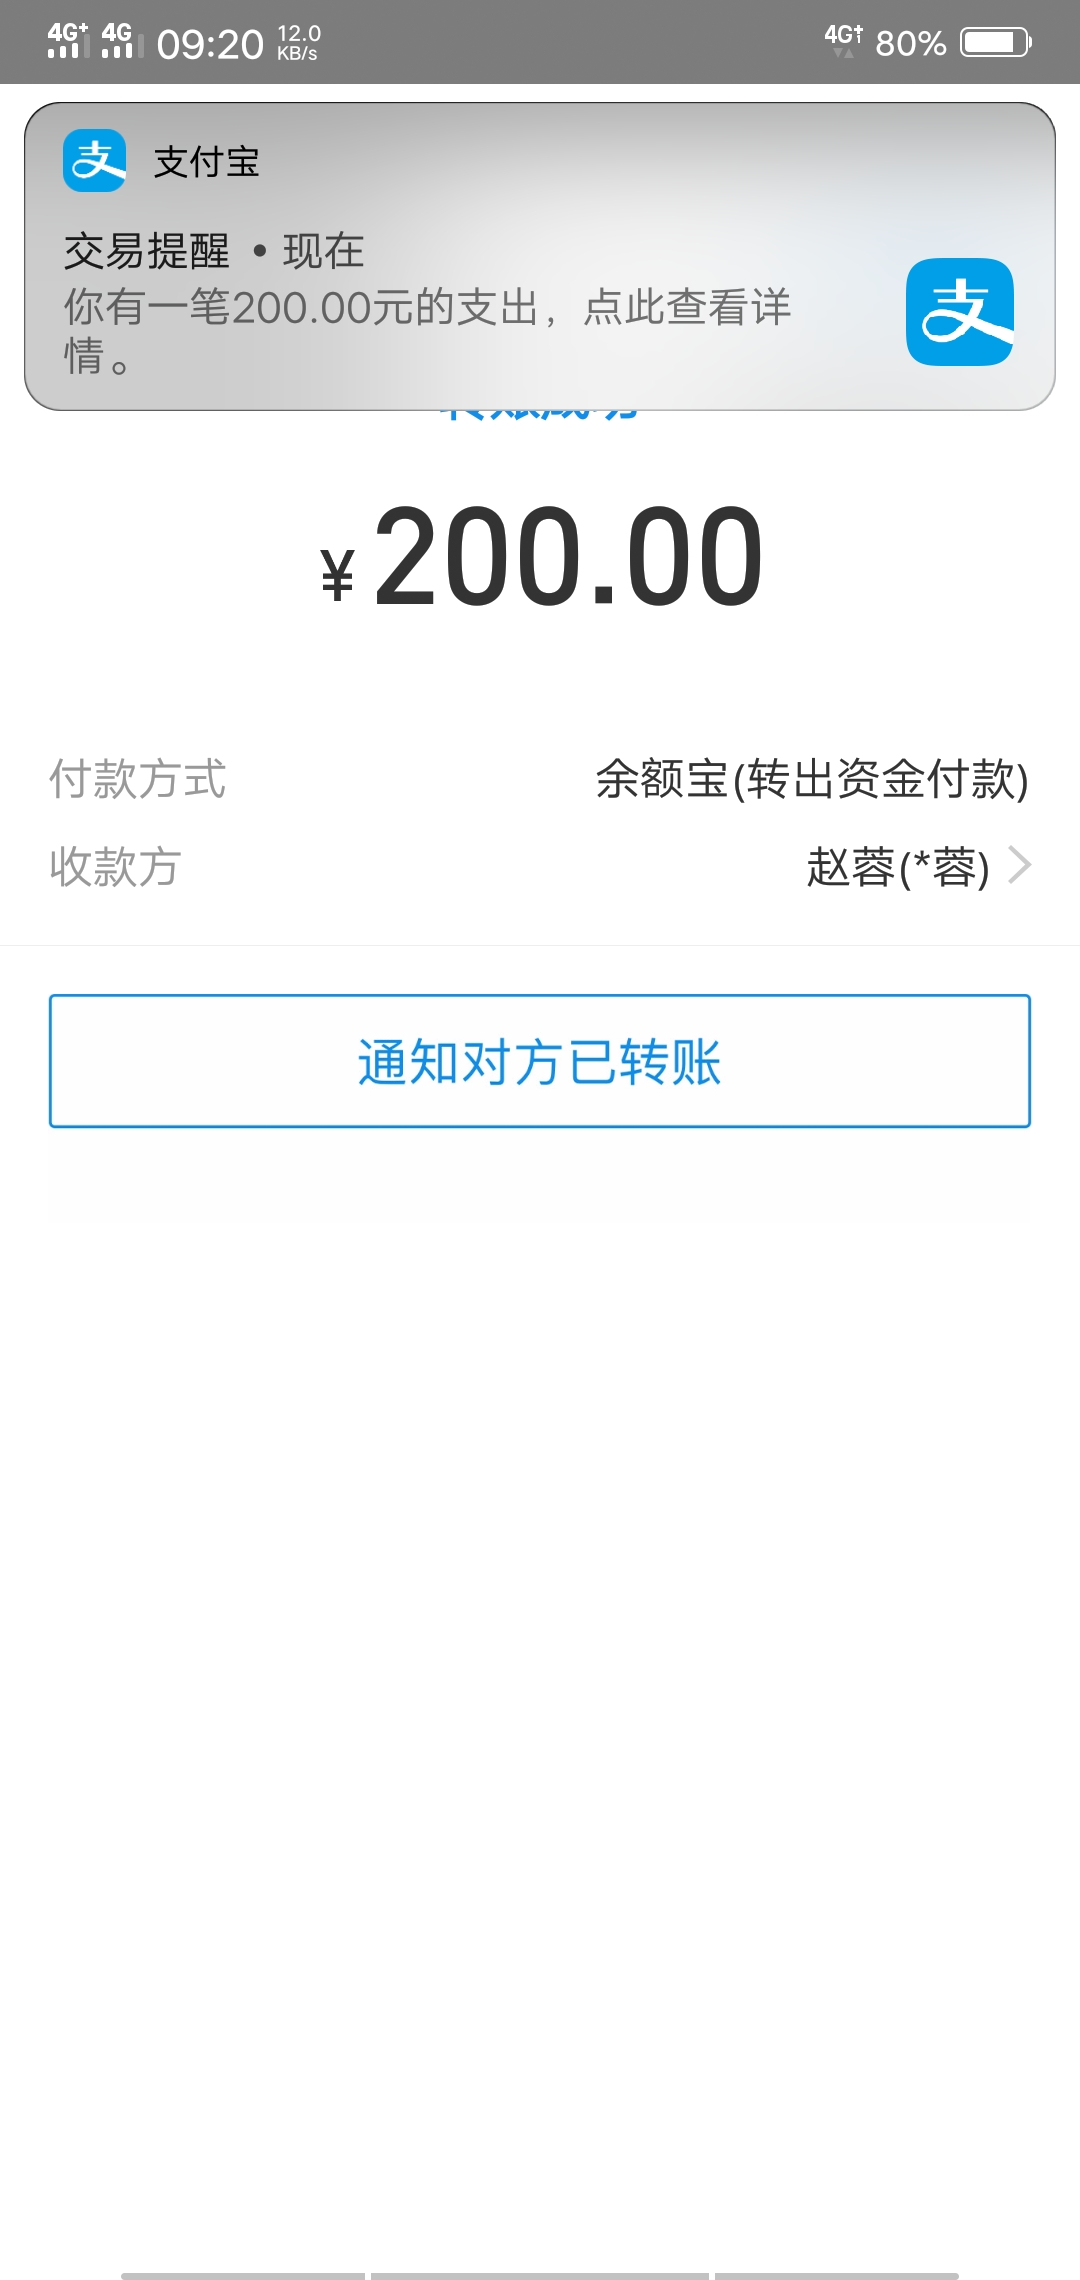 4G+ 4G 09:20 12.0 KB/s 4G+ 80%
支付宝
交易提醒 • 现在
你有一笔200.00元的支出，点此查看详
情。
¥200.00
付款方式 余额宝(转出资金付款)
收款方 赵蓉(*蓉)
通知对方已转账